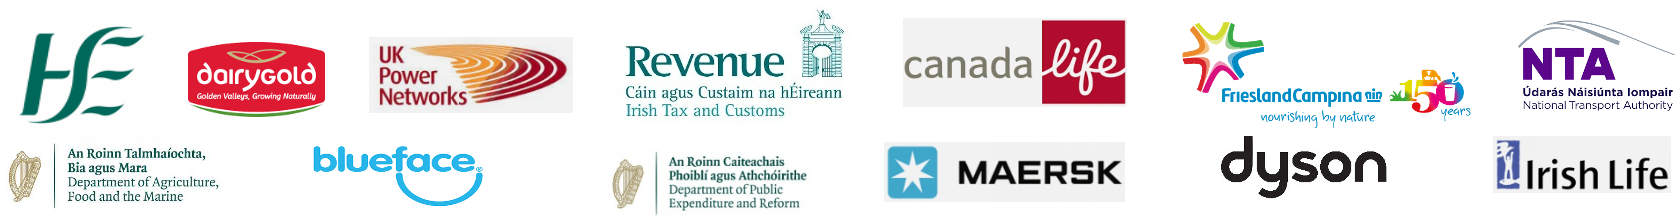 HSE
dairygold
Golden Valleys, Growing Naturally
UK
Power
Networks
Revenue
Cáin agus Custaim na hÉireann
Irish Tax and Customs
canada life
FrieslandCampina
nourishing by nature
150
years
NTA
Údarás Náisiúnta Iompair
National Transport Authority
An Roinn Talmhaíochta,
Bia agus Mara
Department of Agriculture,
Food and the Marine
blueface®
An Roinn Caiteachais
Phoiblí agus Athchóirithe
Department of Public
Expenditure and Reform
MAERSK
dyson
Irish Life